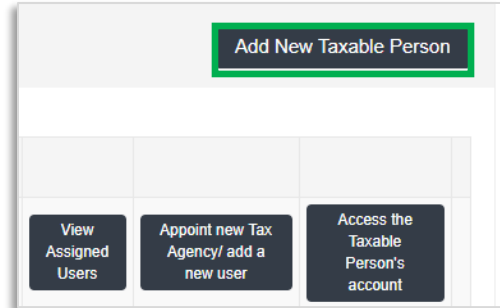 Add New Taxable Person
View
Assigned
Users
Appoint new Tax
Agency/ add a
new user
Access the
Taxable
Person's
account